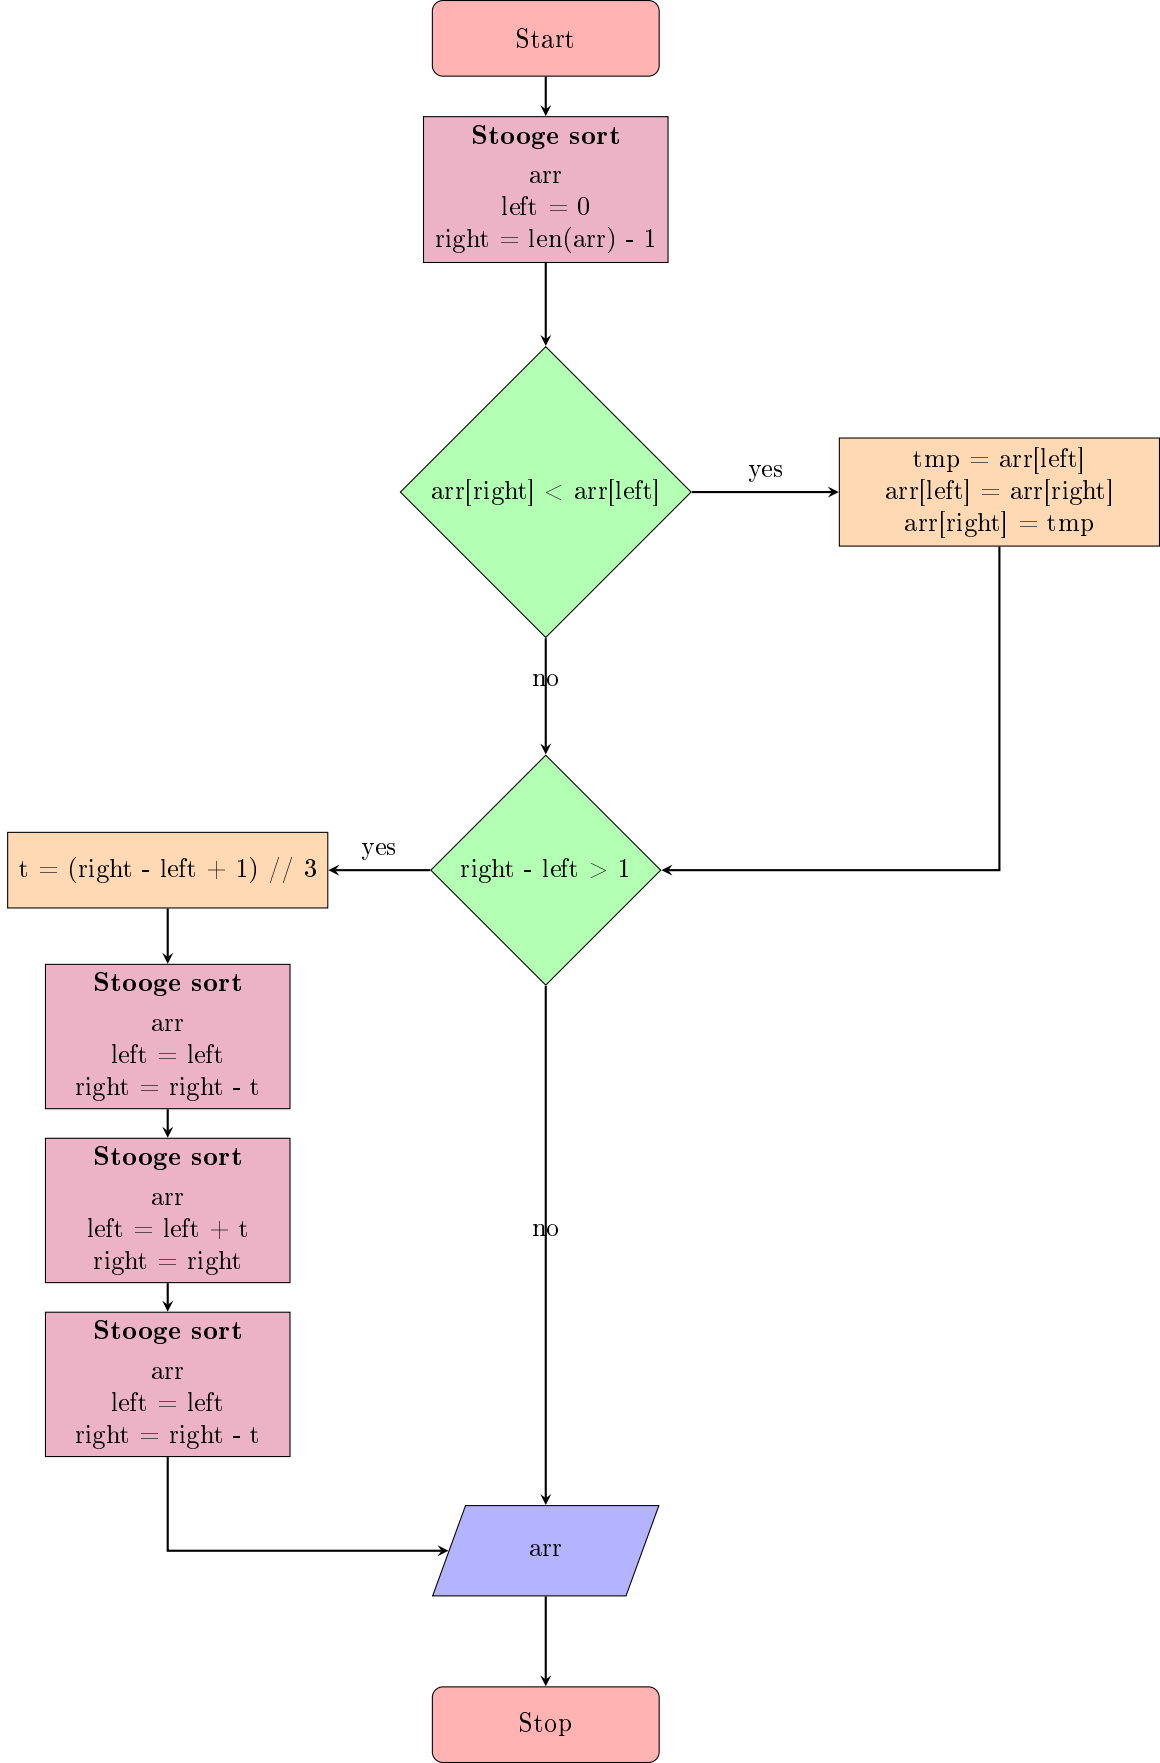 Start
Stooge sort
arr
left = 0
right = len(arr) - 1
arr[right] < arr[left]
yes
tmp = arr[left]
arr[left] = arr[right]
arr[right] = tmp
no
right - left > 1
yes
t = (right - left + 1) // 3
Stooge sort
arr
left = left
right = right - t
Stooge sort
arr
left = left + t
right = right
Stooge sort
arr
left = left
right = right - t
no
arr
Stop